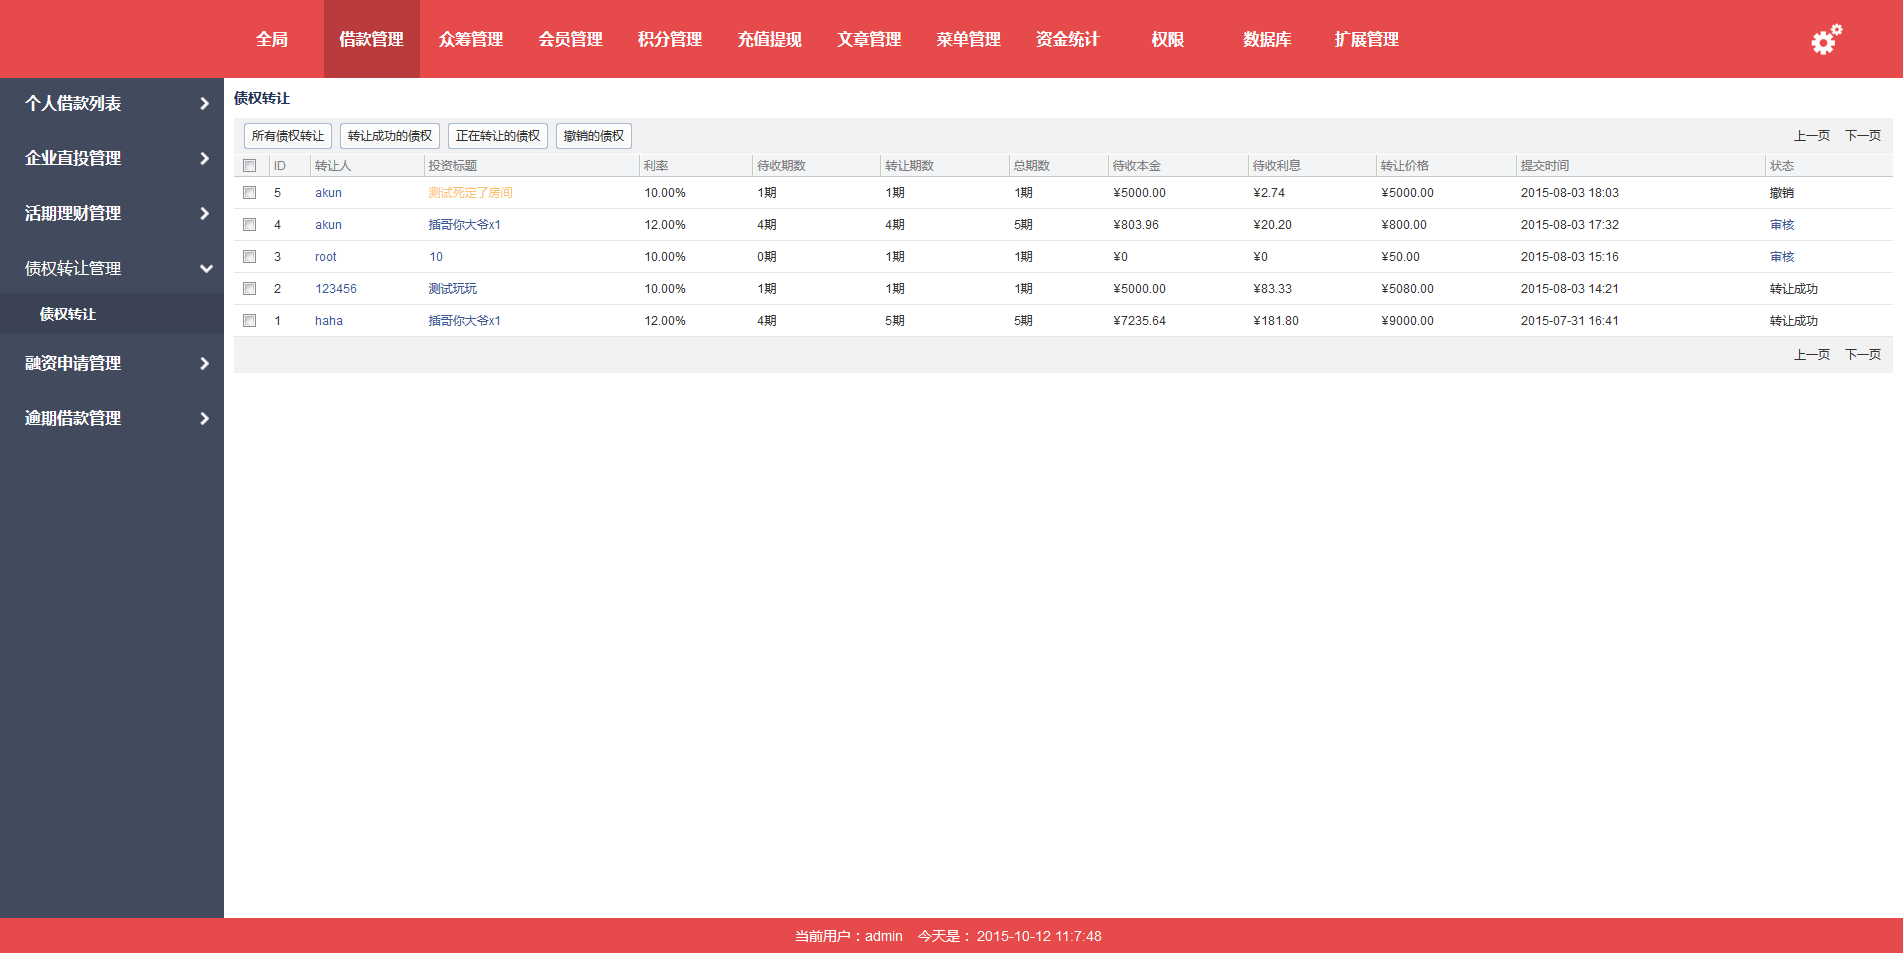 全局 借款管理 众筹管理 会员管理 积分管理 充值提现 文章管理 菜单管理 资金统计 权限 数据库 扩展管理
个人借款列表
企业直投管理
活期理财管理
债权转让管理
债权转让
融资申请管理
逾期借款管理
债权转让
所有债权转让 转让成功的债权 正在转让的债权 撤销的债权 上一页 下一页
ID 转让人 投资标题 利率 待收期数 转让期数 总期数 待收本金 待收利息 转让价格 提交时间 状态
5 akun 测试死定了房间 10.00% 1期 1期 1期 ¥5000.00 ¥2.74 ¥5000.00 2015-08-03 18:03 撤销
4 akun 插哥你大爷x1 12.00% 4期 4期 5期 ¥803.96 ¥20.20 ¥800.00 2015-08-03 17:32 审核
3 root 10 10.00% 0期 1期 1期 ¥0 ¥0 ¥50.00 2015-08-03 15:16 审核
2 123456 测试玩玩 10.00% 1期 1期 1期 ¥5000.00 ¥83.33 ¥5080.00 2015-08-03 14:21 转让成功
1 haha 插哥你大爷x1 12.00% 4期 5期 5期 ¥7235.64 ¥181.80 ¥9000.00 2015-07-31 16:41 转让成功
上一页 下一页
当前用户：admin 今天是： 2015-10-12 11:7:48